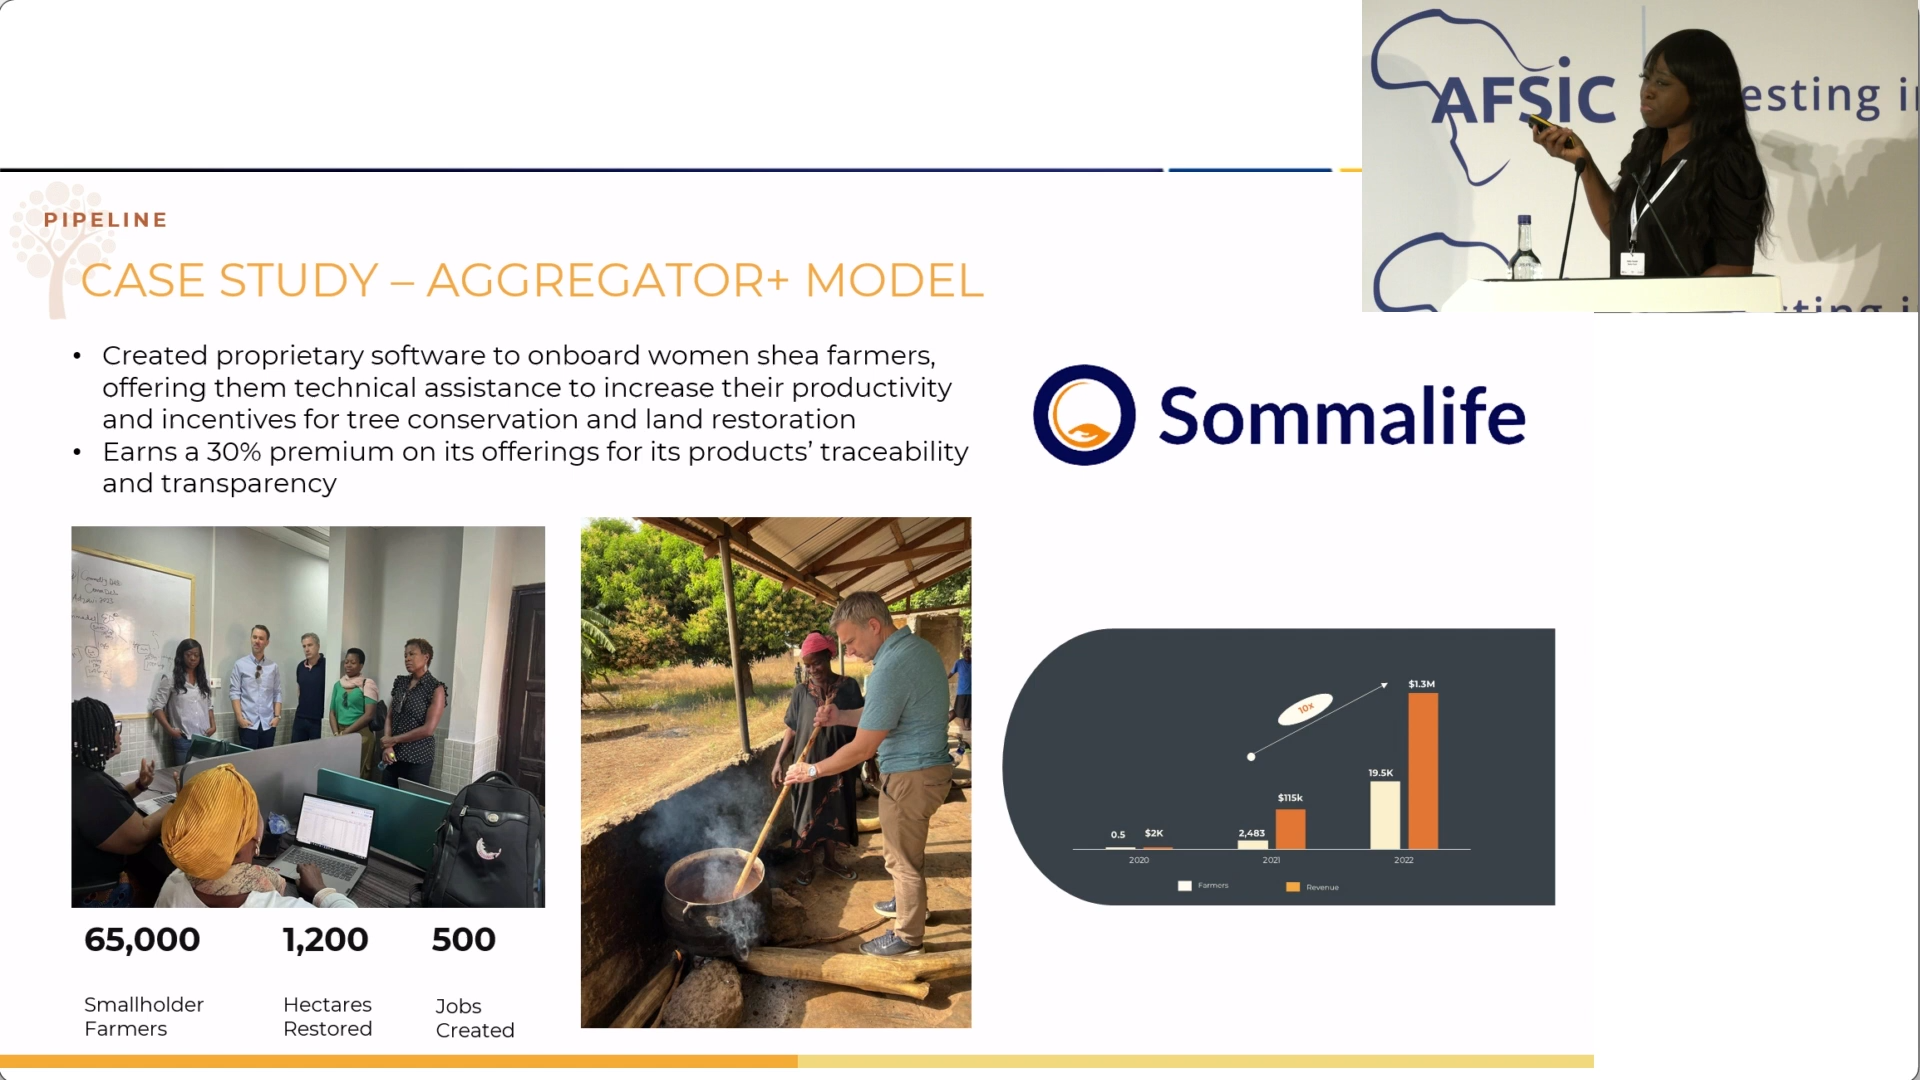 PIPELINE
CASE STUDY – AGGREGATOR+ MODEL
• Created proprietary software to onboard women shea farmers,
offering them technical assistance to increase their productivity
and incentives for tree conservation and land restoration
• Earns a 30% premium on its offerings for its products’ traceability
and transparency
65,000
Smallholder
Farmers
1,200
Hectares
Restored
500
Jobs
Created
Sommalife
10x
0.5
$2K
2,483
$115k
19.5K
$1.3M
2020
2021
2022
Farmers
Revenue
AFSIC
esting i